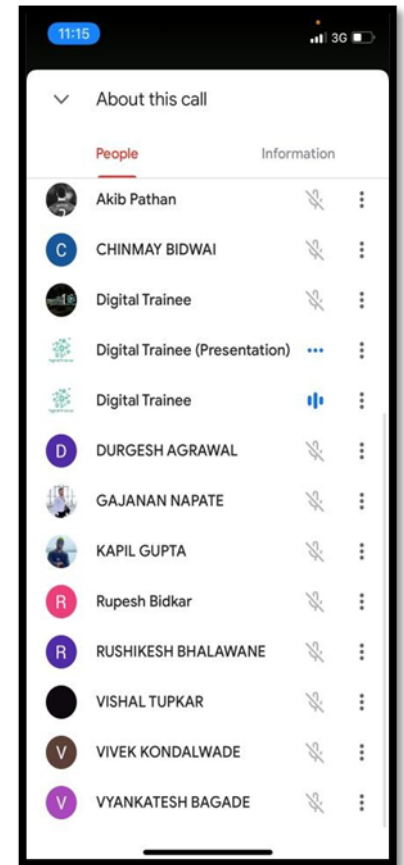 11:15
3G
About this call
People
Information
Akib Pathan
C
CHINMAY BIDWAI
Digital Trainee
Digital Trainee (Presentation)
Digital Trainee
D
DURGESH AGRAWAL
GAJANAN NAPATE
KAPIL GUPTA
R
Rupesh Bidkar
R
RUSHIKESH BHALAWANE
VISHAL TUPKAR
V
VIVEK KONDALWADE
V
VYANKATESH BAGADE